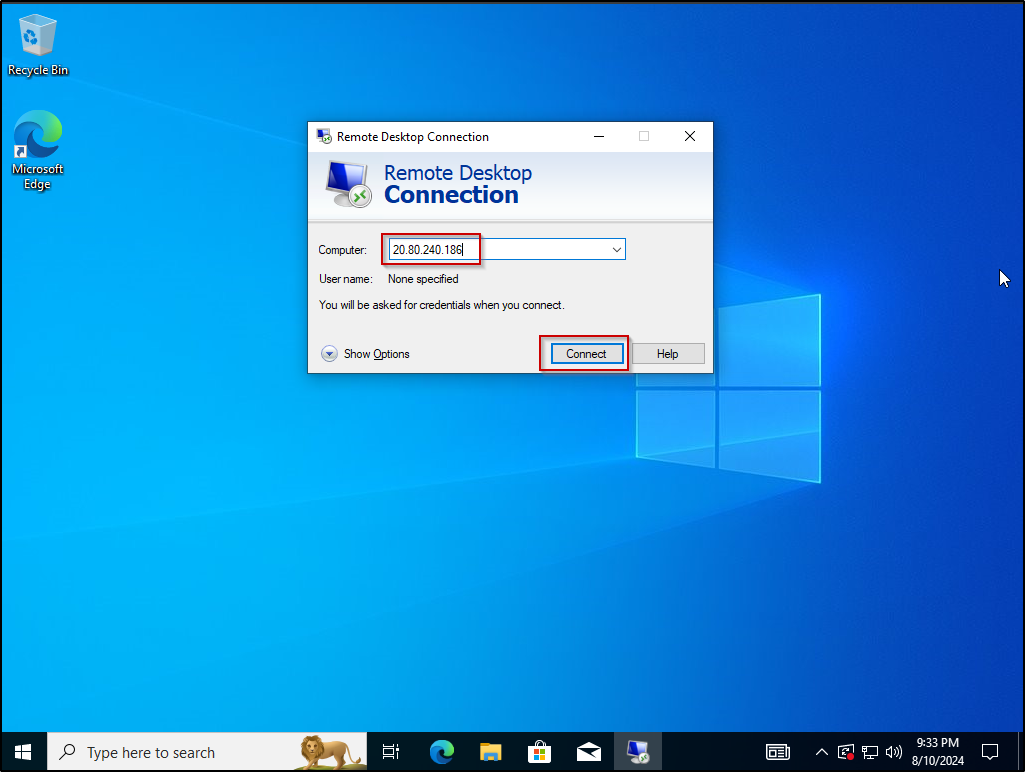 Recycle Bin
Microsoft
Edge
Remote Desktop Connection
Remote Desktop
Connection
Computer:
20.80.240.186
User name:
None specified
You will be asked for credentials when you connect.
Show Options
Connect
Help
Type here to search
9:33 PM
8/10/2024